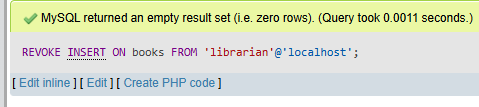 MySQL returned an empty result set (i.e. zero rows). (Query took 0.0011 seconds.)
REVOKE INSERT ON books FROM 'librarian'@'localhost';
[ Edit inline ] [ Edit ] [ Create PHP code ]